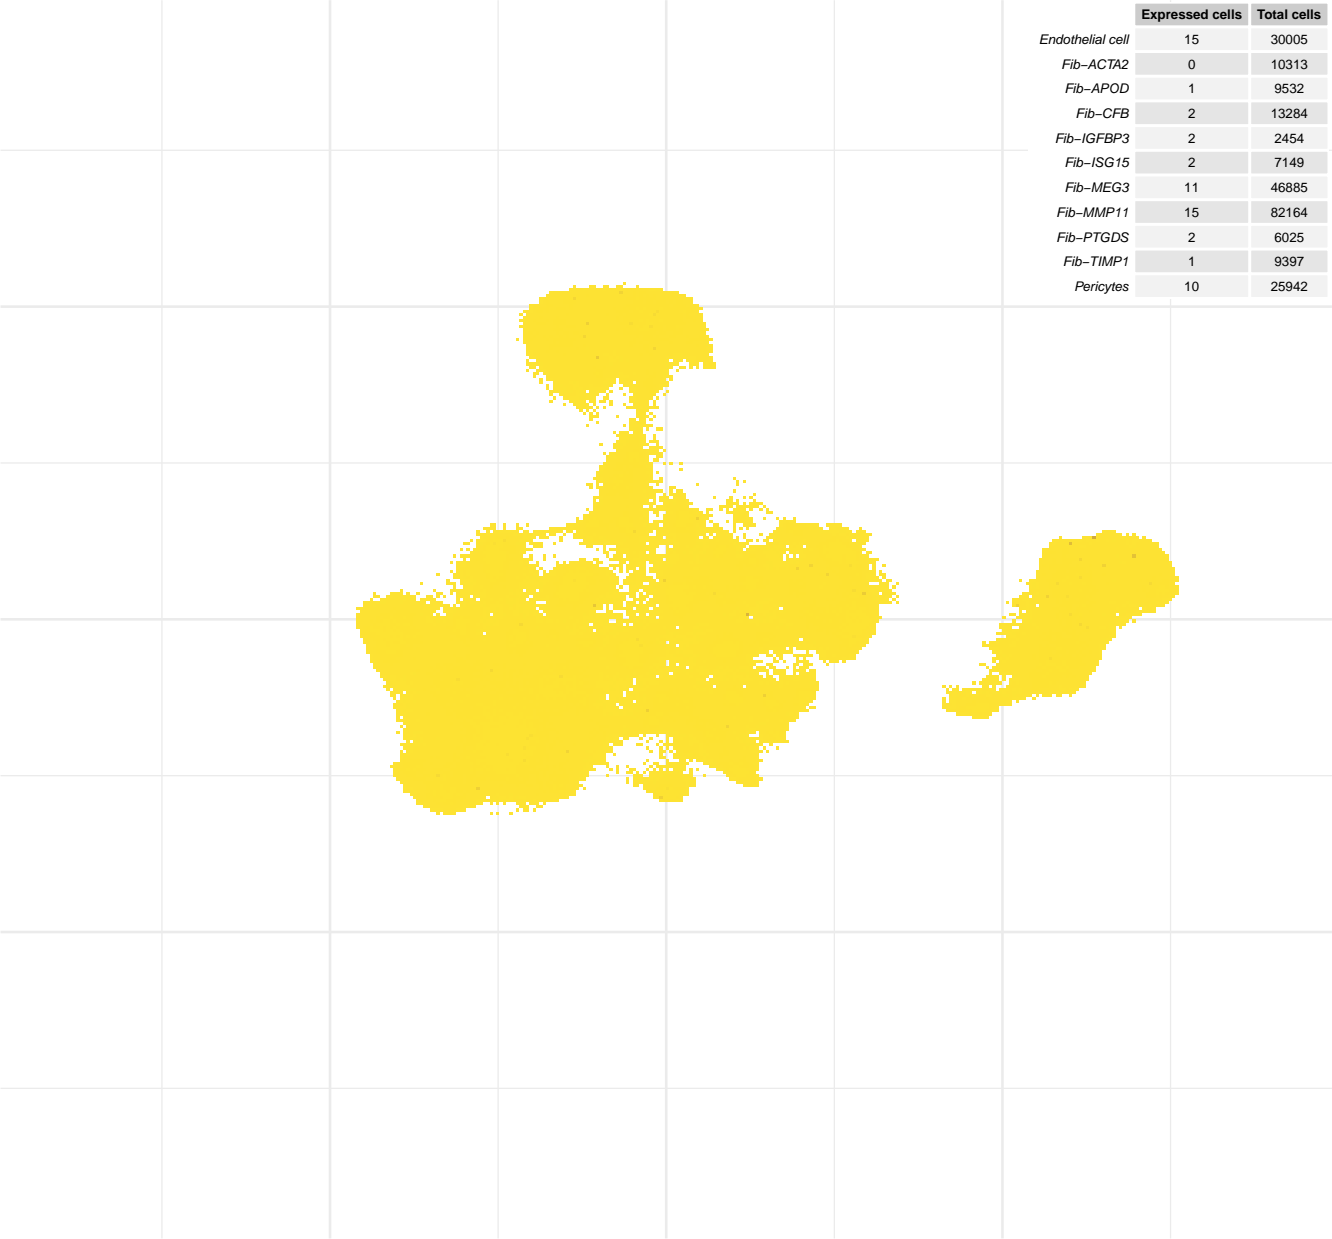 Expressed cells Total cells
Endothelial cell 15 30005
Fib−ACTA2 0 10313
Fib−APOD 1 9532
Fib−CFB 2 13284
Fib−IGFBP3 2 2454
Fib−ISG15 2 7149
Fib−MEG3 11 46885
Fib−MMP11 15 82164
Fib−PTGDS 2 6025
Fib−TIMP1 1 9397
Pericytes 10 25942